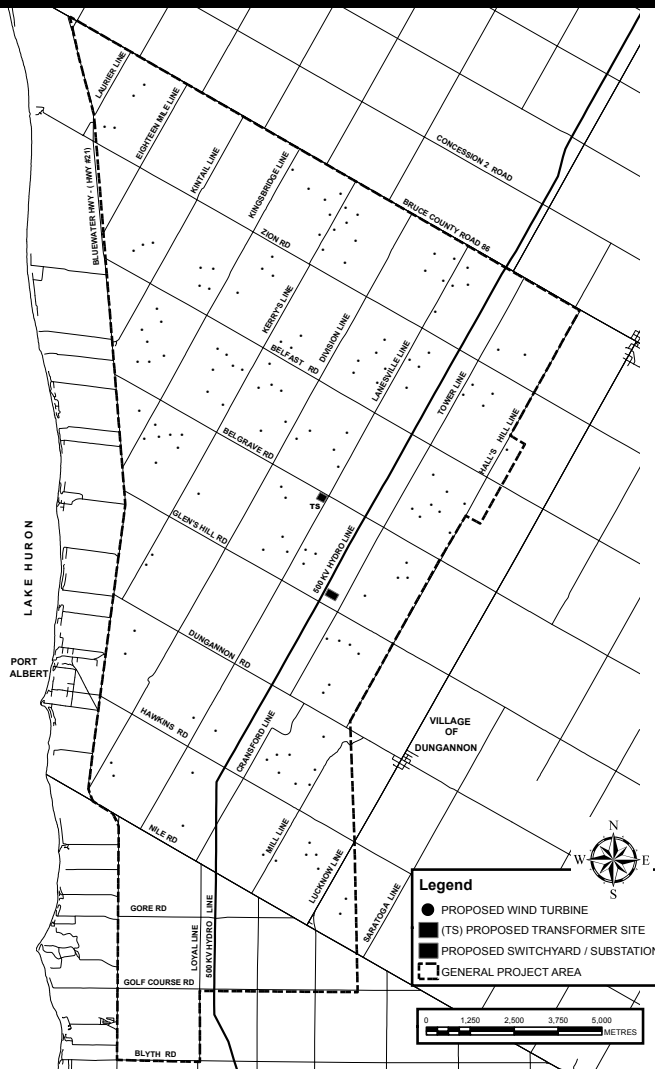 LAURIER LINE
EIGHTEEN MILE LINE
KINTAIL LINE
KINGSBRIDGE LINE
CONCESSION 2 ROAD
BLUEWATER HWY - ( HWY #21)
ZION RD
BRUCE COUNTY ROAD 86
KERRY'S LINE
DIVISION LINE
BELFAST RD
LANESVILLE LINE
TOWER LINE
HALL'S HILL LINE
BELGRAVE RD
TS
GLEN'S HILL RD
500 KV HYDRO LINE
LAKE HURON
DUNGANNON RD
PORT
ALBERT
HAWKINS RD
CRANSFORD LINE
VILLAGE
OF
DUNGANNON
NILE RD
MILL LINE
LUCKNOW LINE
SARATOGA LINE
GORE RD
LOYAL LINE
500 KV HYDRO LINE
GOLF COURSE RD
BLYTH RD
N
W
E
S
Legend
PROPOSED WIND TURBINE
(TS) PROPOSED TRANSFORMER SITE
PROPOSED SWITCHYARD / SUBSTATION
GENERAL PROJECT AREA
0 1,250 2,500 3,750 5,000
METRES